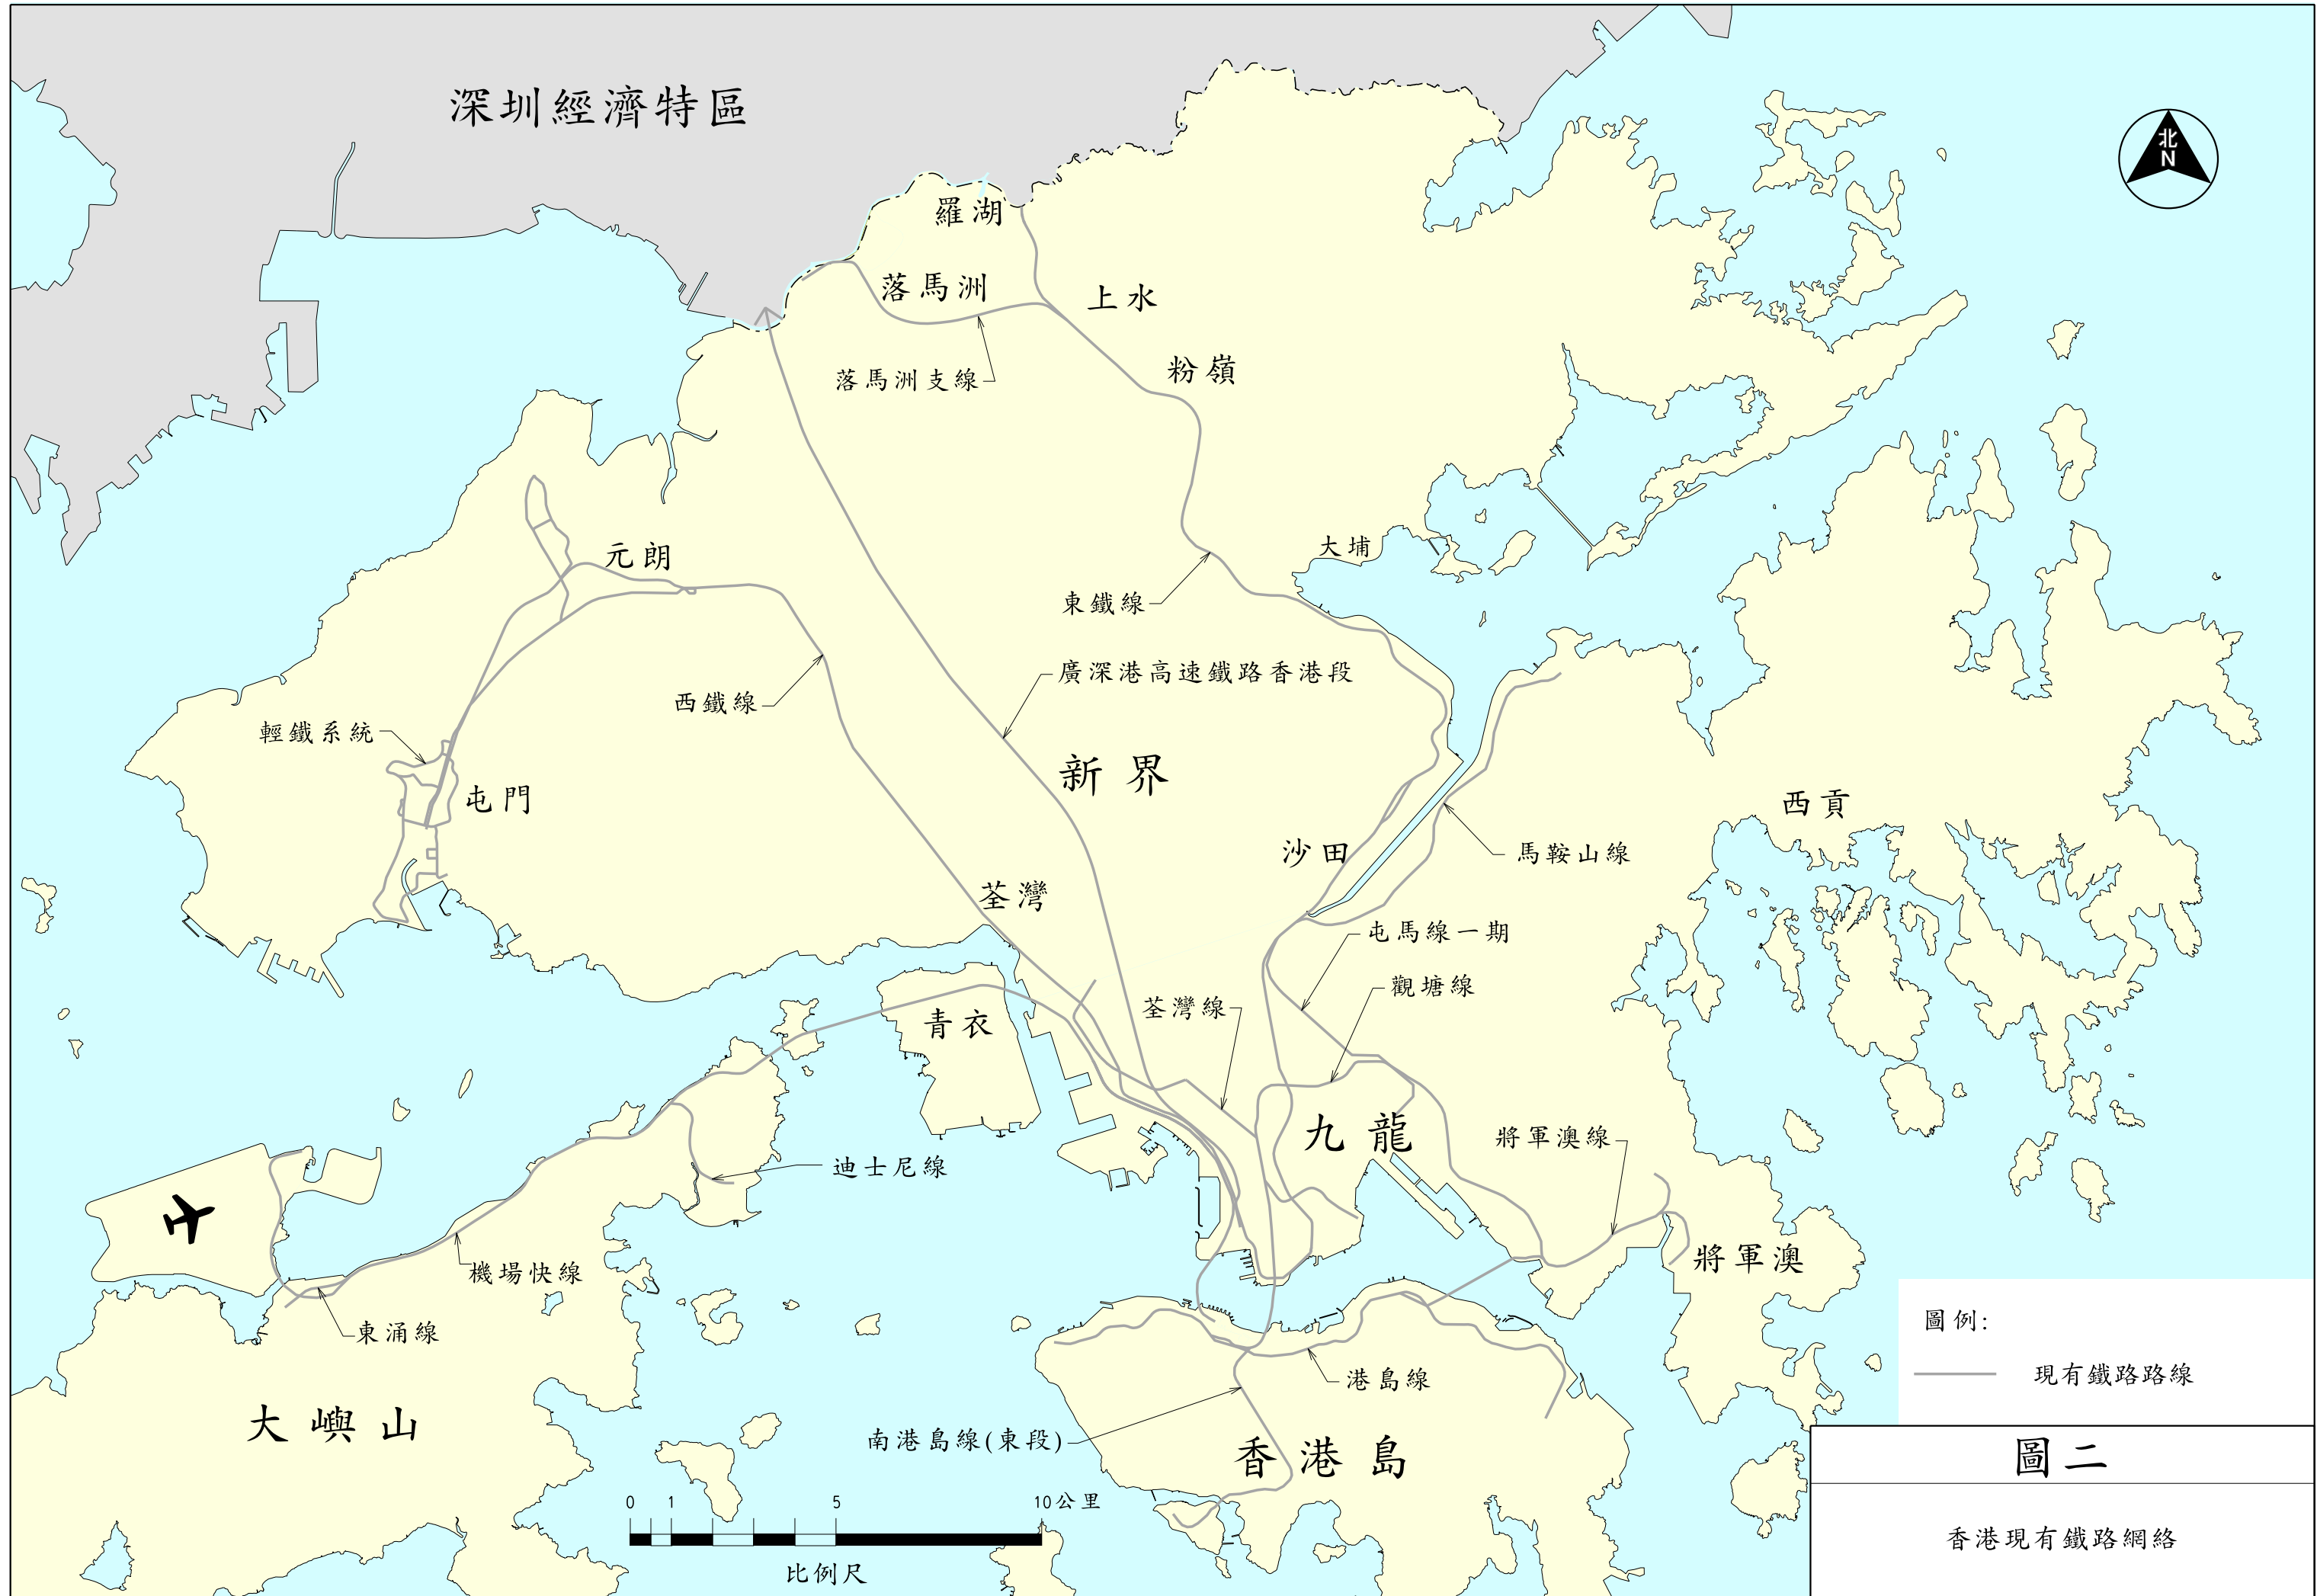 深圳經濟特區
北
N
羅湖
落馬洲
上水
粉嶺
落馬洲支線
元朗
大埔
東鐵線
廣深港高速鐵路香港段
西鐵線
輕鐵系統
新界
屯門
西貢
沙田
馬鞍山線
荃灣
屯馬線一期
觀塘線
荃灣線
青衣
九龍
將軍澳線
迪士尼線
將軍澳
機場快線
東涌線
港島線
大嶼山
南港島線(東段)
香港島
0 1 5 10公里
比例尺
圖例:
現有鐵路路線
圖二
香港現有鐵路網絡